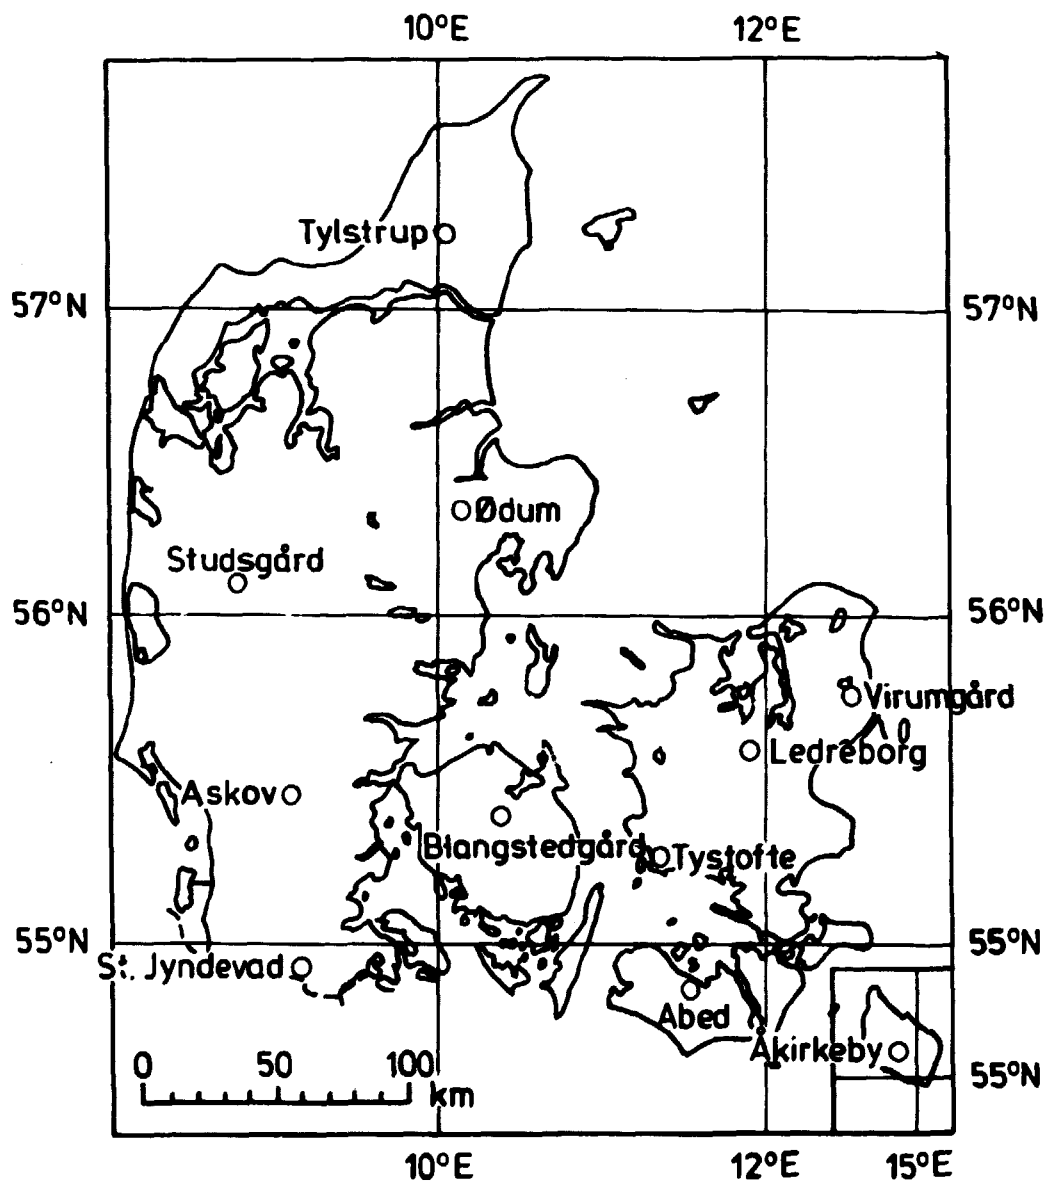 10°E 12°E
Tylstrup
57°N 57°N
Ødum
Studsgård
56°N 56°N
Virumgård
Ledreborg
Askov
Blangstedgård
Tystofte
55°N 55°N
St. Jyndevad
Abed
Åkirkeby
0 50 100
km
55°N
10°E 12°E 15°E